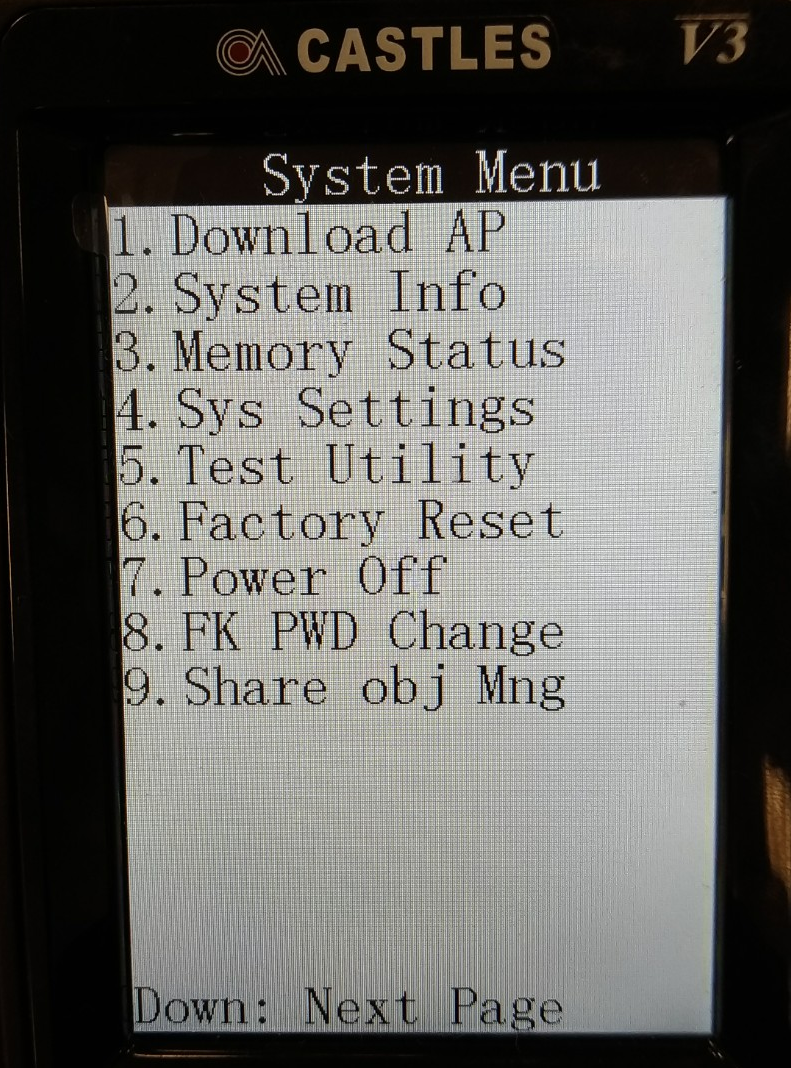 CASTLES V3
System Menu
1. Download AP
2. System Info
3. Memory Status
4. Sys Settings
5. Test Utility
6. Factory Reset
7. Power Off
8. FK PWD Change
9. Share obj Mng
Down: Next Page